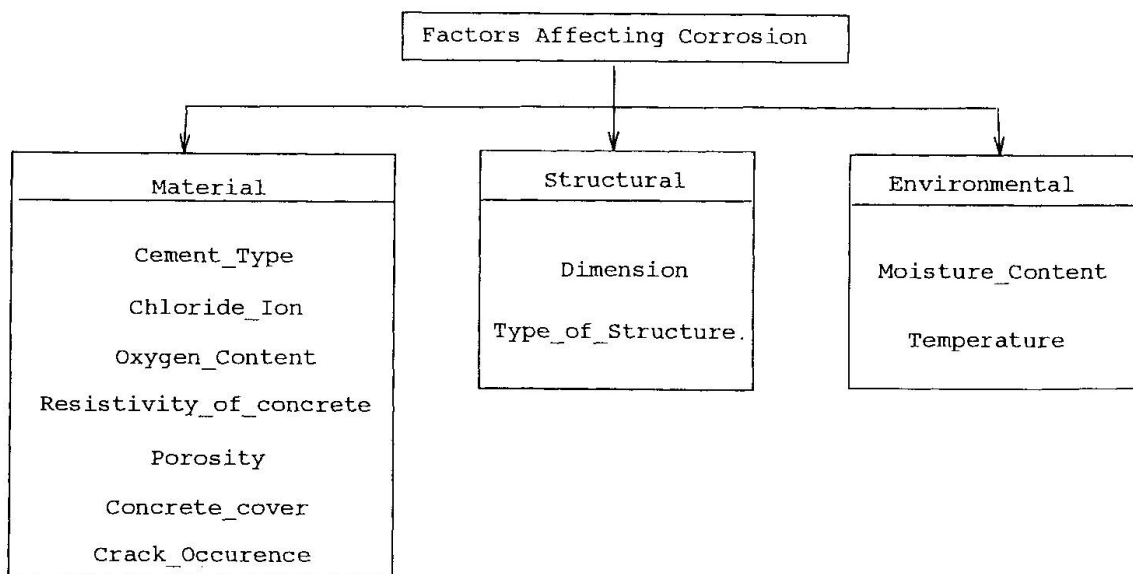 Factors Affecting Corrosion
Material
Cement_Type
Chloride_Ion
Oxygen_Content
Resistivity_of_concrete
Porosity
Concrete_cover
Crack_Occurence
Structural
Dimension
Type_of_Structure.
Environmental
Moisture_Content
Temperature